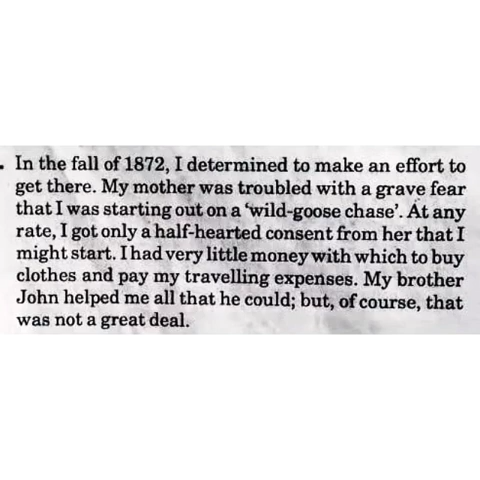 . In the fall of 1872, I determined to make an effort to
get there. My mother was troubled with a grave fear
that I was starting out on a ‘wild-goose chase’. At any
rate, I got only a half-hearted consent from her that I
might start. I had very little money with which to buy
clothes and pay my travelling expenses. My brother
John helped me all that he could; but, of course, that
was not a great deal.